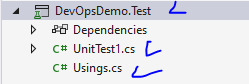 DevOpsDemo.Test
Dependencies
C# UnitTest1.cs
C# Usings.cs